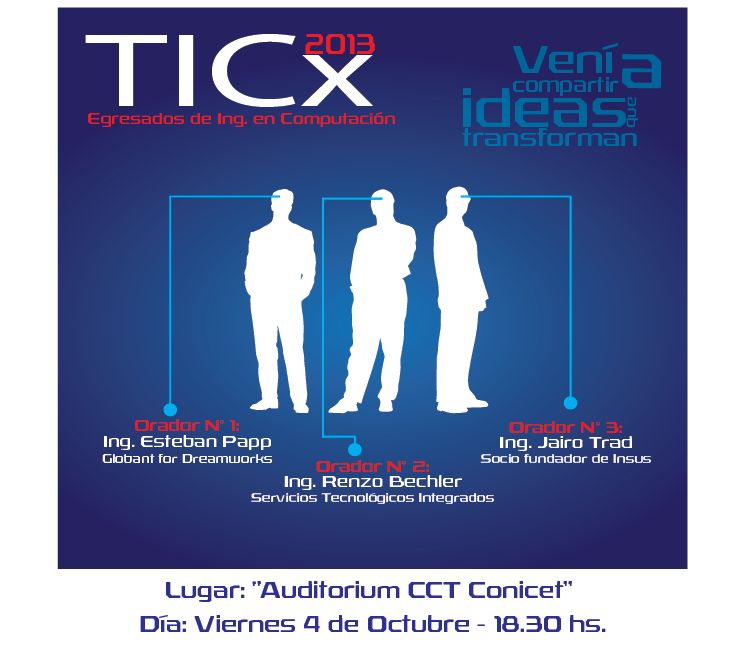 TICx 2013
Egresados de Ing. en Computación
Vení a
compartir
ideas que
transforman
Orador N° 1:
Ing. Esteban Papp
Globant for Dreamworks
Orador N° 2:
Ing. Renzo Bechler
Servicios Tecnológicos Integrados
Orador N° 3:
Ing. Jairo Trad
Socio fundador de Insus
Lugar: "Auditorium CCT Conicet"
Día: Viernes 4 de Octubre - 18.30 hs.